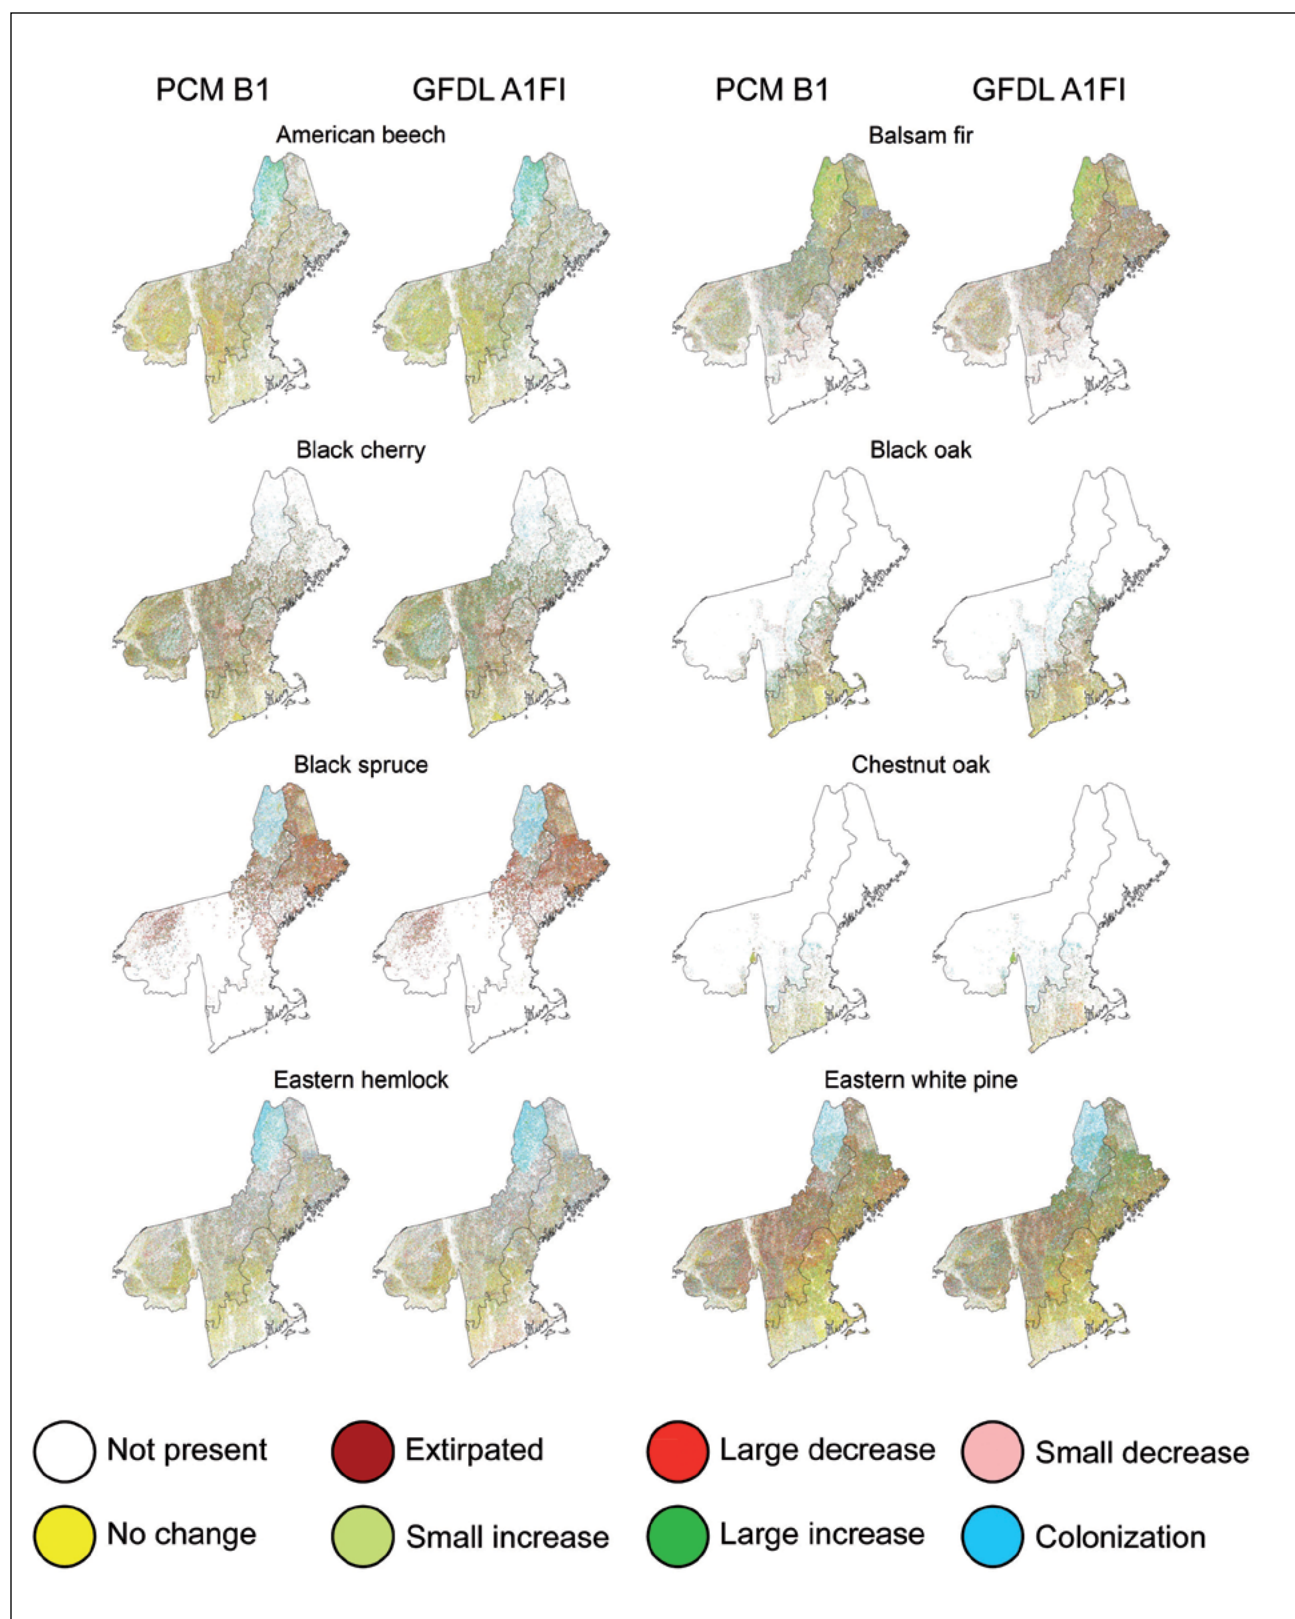 PCM B1 GFDL A1FI PCM B1 GFDL A1FI
American beech Balsam fir
Black cherry Black oak
Black spruce Chestnut oak
Eastern hemlock Eastern white pine
Not present Extirpated Large decrease Small decrease
No change Small increase Large increase Colonization